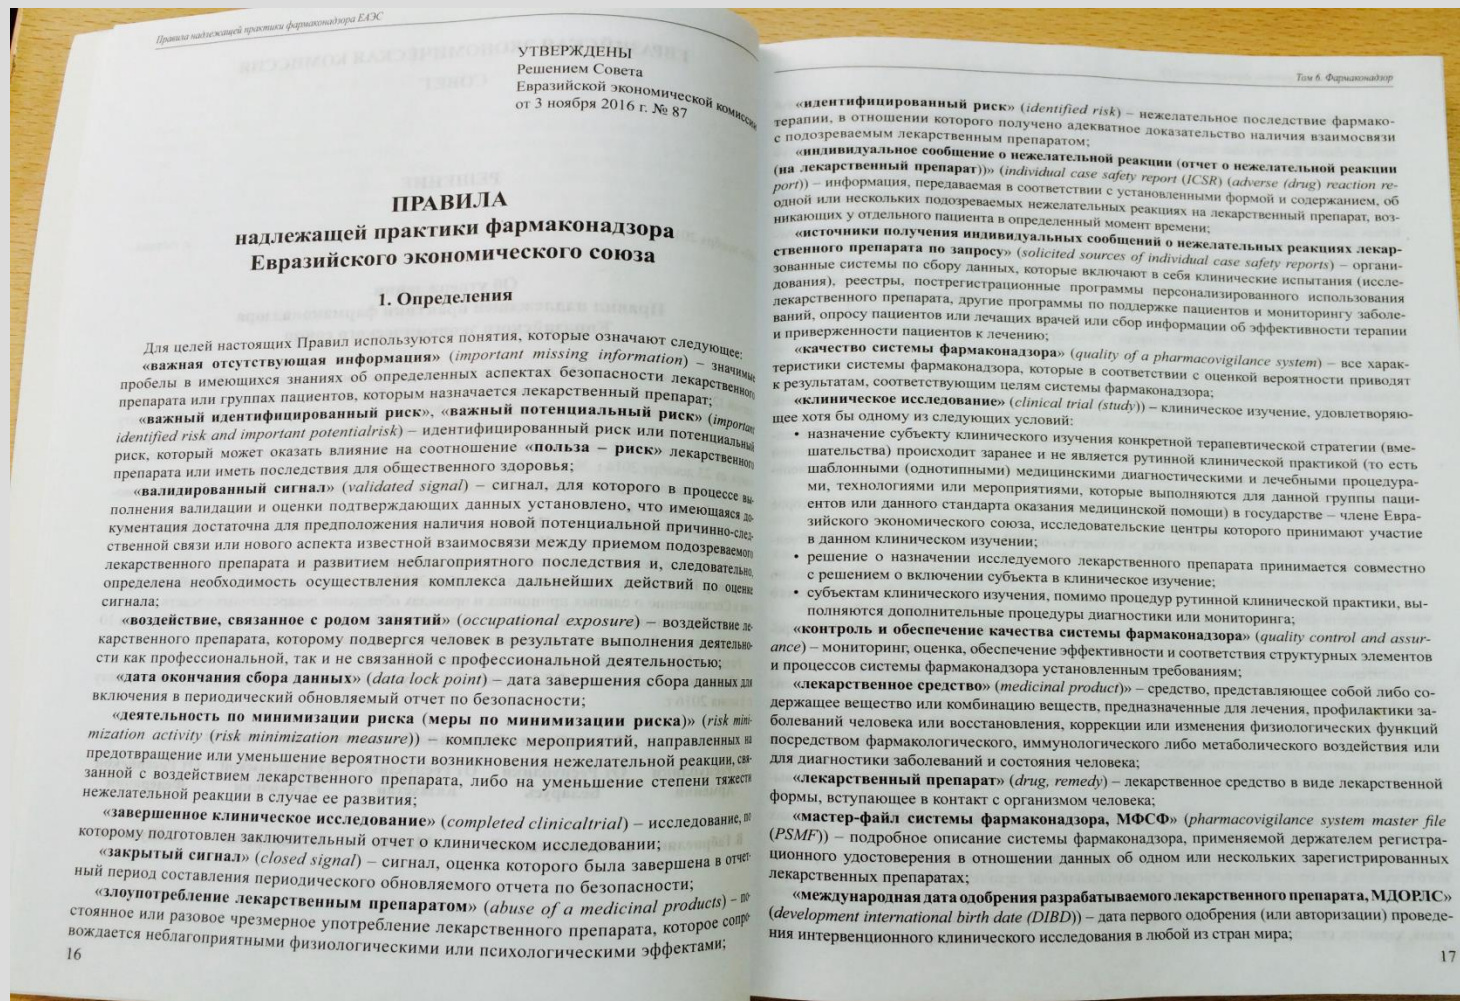 Правила надлежащей практики фармаконадзора ЕАЭС
УТВЕРЖДЕНЫ
Решением Совета
Евразийской экономической комиссии
от 3 ноября 2016 г. № 87
ПРАВИЛА
надлежащей практики фармаконадзора
Евразийского экономического союза
1. Определения
Для целей настоящих Правил используются понятия, которые означают следующее:
«важная отсутствующая информация» (important missing information) – значимые
пробелы в имеющихся знаниях об определенных аспектах безопасности лекарственного
препарата или группах пациентов, которым назначается лекарственный препарат;
«важный идентифицированный риск», «важный потенциальный риск» (important
identified risk and important potentialrisk) – идентифицированный риск или потенциальный
риск, который может оказать влияние на соотношение «польза – риск» лекарственного
препарата или иметь последствия для общественного здоровья;
«валидированный сигнал» (validated signal) – сигнал, для которого в процессе вы-
полнения валидации и оценки подтверждающих данных установлено, что имеющаяся до-
кументация достаточна для предположения наличия новой потенциальной причинно-след-
ственной связи или нового аспекта известной взаимосвязи между приемом подозреваемого
лекарственного препарата и развитием неблагоприятного последствия и, следовательно,
определена необходимость осуществления комплекса дальнейших действий по оценке
сигнала;
«воздействие, связанное с родом занятий» (occupational exposure) – воздействие ле-
карственного препарата, которому подвергся человек в результате выполнения деятельно-
сти как профессиональной, так и не связанной с профессиональной деятельностью;
«дата окончания сбора данных» (data lock point) – дата завершения сбора данных для
включения в периодический обновляемый отчет по безопасности;
«деятельность по минимизации риска (меры по минимизации риска)» (risk mini-
mization activity (risk minimization measure)) – комплекс мероприятий, направленных на
предотвращение или уменьшение вероятности возникновения нежелательной реакции, свя-
занной с воздействием лекарственного препарата, либо на уменьшение степени тяжести
нежелательной реакции в случае ее развития;
«завершенное клиническое исследование» (completed clinicaltrial) – исследование, по
которому подготовлен заключительный отчет о клиническом исследовании;
«закрытый сигнал» (closed signal) – сигнал, оценка которого была завершена в отчет-
ный период составления периодического обновляемого отчета по безопасности;
«злоупотребление лекарственным препаратом» (abuse of a medicinal products) – по-
стоянное или разовое чрезмерное употребление лекарственного препарата, которое сопро-
вождается неблагоприятными физиологическими или психологическими эффектами;
16
Том 6. Фармаконадзор
«идентифицированный риск» (identified risk) – нежелательное последствие фармако-
терапии, в отношении которого получено адекватное доказательство наличия взаимосвязи
с подозреваемым лекарственным препаратом;
«индивидуальное сообщение о нежелательной реакции (отчет о нежелательной реакции
(на лекарственный препарат))» (individual case safety report (ICSR) (adverse (drug) reaction re-
port)) – информация, передаваемая в соответствии с установленными формой и содержанием, об
одной или нескольких подозреваемых нежелательных реакциях на лекарственный препарат, воз-
никающих у отдельного пациента в определенный момент времени;
«источники получения индивидуальных сообщений о нежелательных реакциях лекар-
ственного препарата по запросу» (solicited sources of individual case safety reports) – органи-
зованные системы по сбору данных, которые включают в себя клинические испытания (иссле-
дования), реестры, пострегистрационные программы персонализированного использования
лекарственного препарата, другие программы по поддержке пациентов и мониторингу заболе-
ваний, опросу пациентов или лечащих врачей или сбор информации об эффективности терапии
и приверженности пациентов к лечению;
«качество системы фармаконадзора» (quality of a pharmacovigilance system) – все харак-
теристики системы фармаконадзора, которые в соответствии с оценкой вероятности приводят
к результатам, соответствующим целям системы фармаконадзора;
«клиническое исследование» (clinical trial (study)) – клиническое изучение, удовлетворяю-
щее хотя бы одному из следующих условий:
• назначение субъекту клинического изучения конкретной терапевтической стратегии (вме-
шательства) происходит заранее и не является рутинной клинической практикой (то есть
шаблонными (однотипными) медицинскими диагностическими и лечебными процедура-
ми, технологиями или мероприятиями, которые выполняются для данной группы паци-
ентов или данного стандарта оказания медицинской помощи) в государстве – члене Евра-
зийского экономического союза, исследовательские центры которого принимают участие
в данном клиническом изучении;
• решение о назначении исследуемого лекарственного препарата принимается совместно
с решением о включении субъекта в клиническое изучение;
• субъектам клинического изучения, помимо процедур рутинной клинической практики, вы-
полняются дополнительные процедуры диагностики или мониторинга;
«контроль и обеспечение качества системы фармаконадзора» (quality control and assur-
ance) – мониторинг, оценка, обеспечение эффективности и соответствия структурных элементов
и процессов системы фармаконадзора установленным требованиям;
«лекарственное средство» (medicinal product)» – средство, представляющее собой либо со-
держащее вещество или комбинацию веществ, предназначенные для лечения, профилактики за-
болеваний человека или восстановления, коррекции или изменения физиологических функций
посредством фармакологического, иммунологического либо метаболического воздействия или
для диагностики заболеваний и состояния человека;
«лекарственный препарат» (drug, remedy) – лекарственное средство в виде лекарственной
формы, вступающее в контакт с организмом человека;
«мастер-файл системы фармаконадзора, МФСФ» (pharmacovigilance system master file
(PSMF)) – подробное описание системы фармаконадзора, применяемой держателем регистра-
ционного удостоверения в отношении данных об одном или нескольких зарегистрированных
лекарственных препаратах;
«международная дата одобрения разрабатываемого лекарственного препарата, МДОРЛС»
(development international birth date (DIBD)) – дата первого одобрения (или авторизации) проведе-
ния интервенционного клинического исследования в любой из стран мира;
17